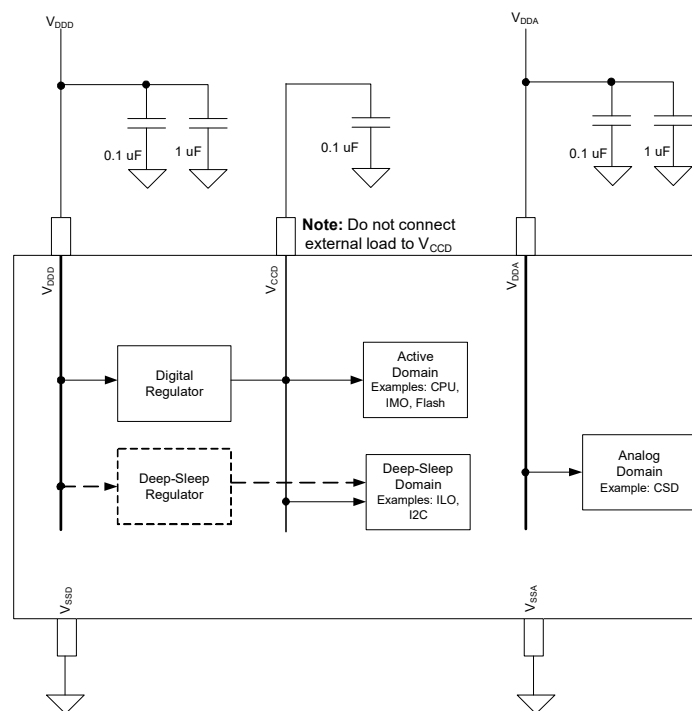 VDDD
VDDA
0.1 uF
1 uF
0.1 uF
0.1 uF
1 uF
Note: Do not connect
external load to VCCD
VDDD
VCCD
VDDA
Digital
Regulator
Active
Domain
Examples: CPU,
IMO, Flash
Deep-Sleep
Regulator
Deep-Sleep
Domain
Examples: ILO,
I2C
Analog
Domain
Example: CSD
VSSD
VSSA